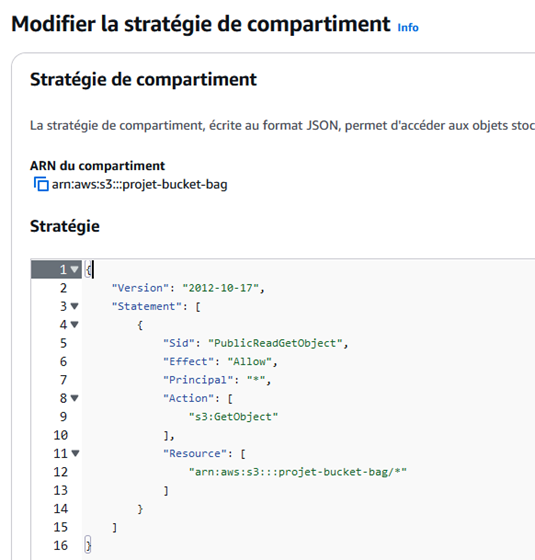 Modifier la stratégie de compartiment Info
Stratégie de compartiment
La stratégie de compartiment, écrite au format JSON, permet d'accéder aux objets
ARN du compartiment
arn:aws:s3:::projet-bucket-bag
Stratégie
1 {
2 "Version": "2012-10-17",
3 "Statement": [
4 {
5 "Sid": "PublicReadGetObject",
6 "Effect": "Allow",
7 "Principal": "*",
8 "Action": [
9 "s3:GetObject"
10 ],
11 "Resource": [
12 "arn:aws:s3:::projet-bucket-bag/*"
13 ]
14 }
15 ]
16 }